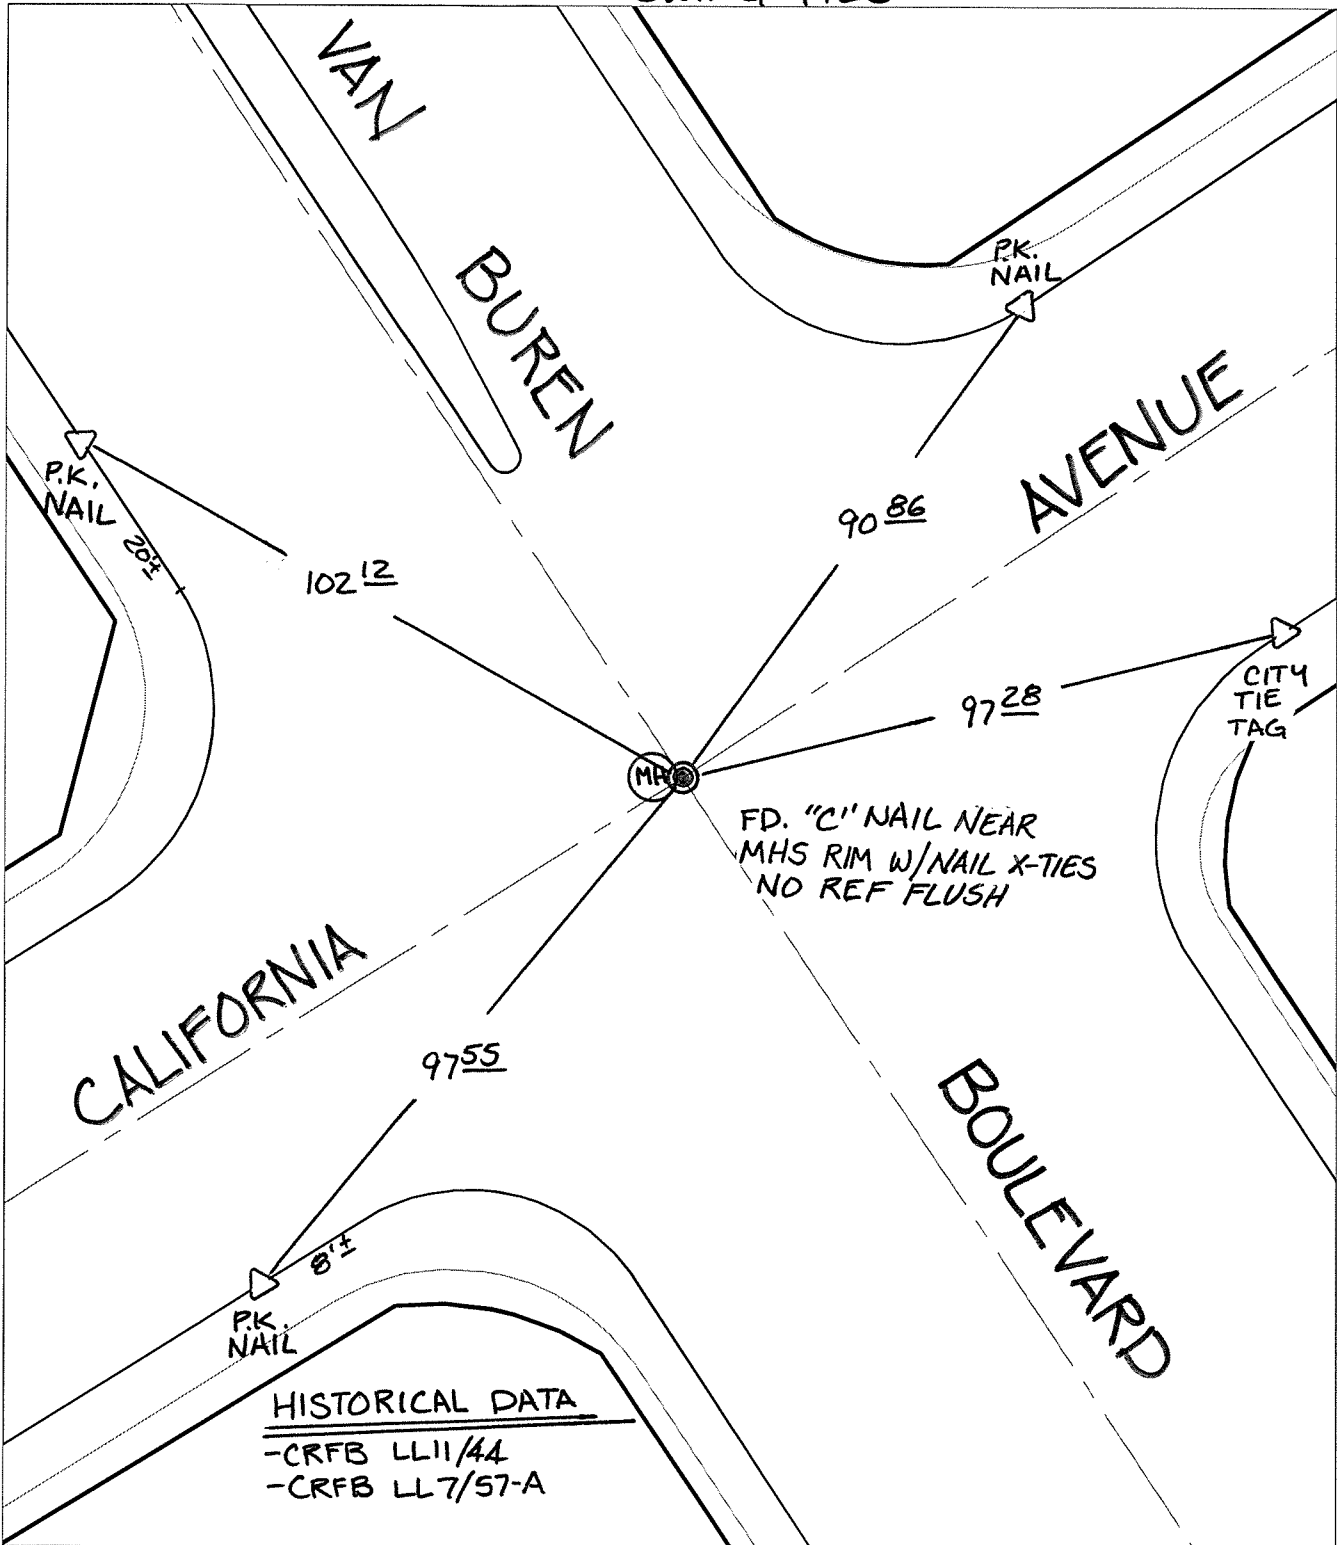 VAN
BUREN
P.K.
NAIL
AVENUE
P.K.
NAIL
20'±
90 86
102 12
CITY
TIE
TAG
97 28
MH
FD. "C" NAIL NEAR
MHS RIM W/NAIL X-TIES
NO REF FLUSH
CALIFORNIA
97 55
BOULEVARD
8'±
P.K.
NAIL
HISTORICAL DATA
-CRFB LL11/44
-CRFB LL7/57-A